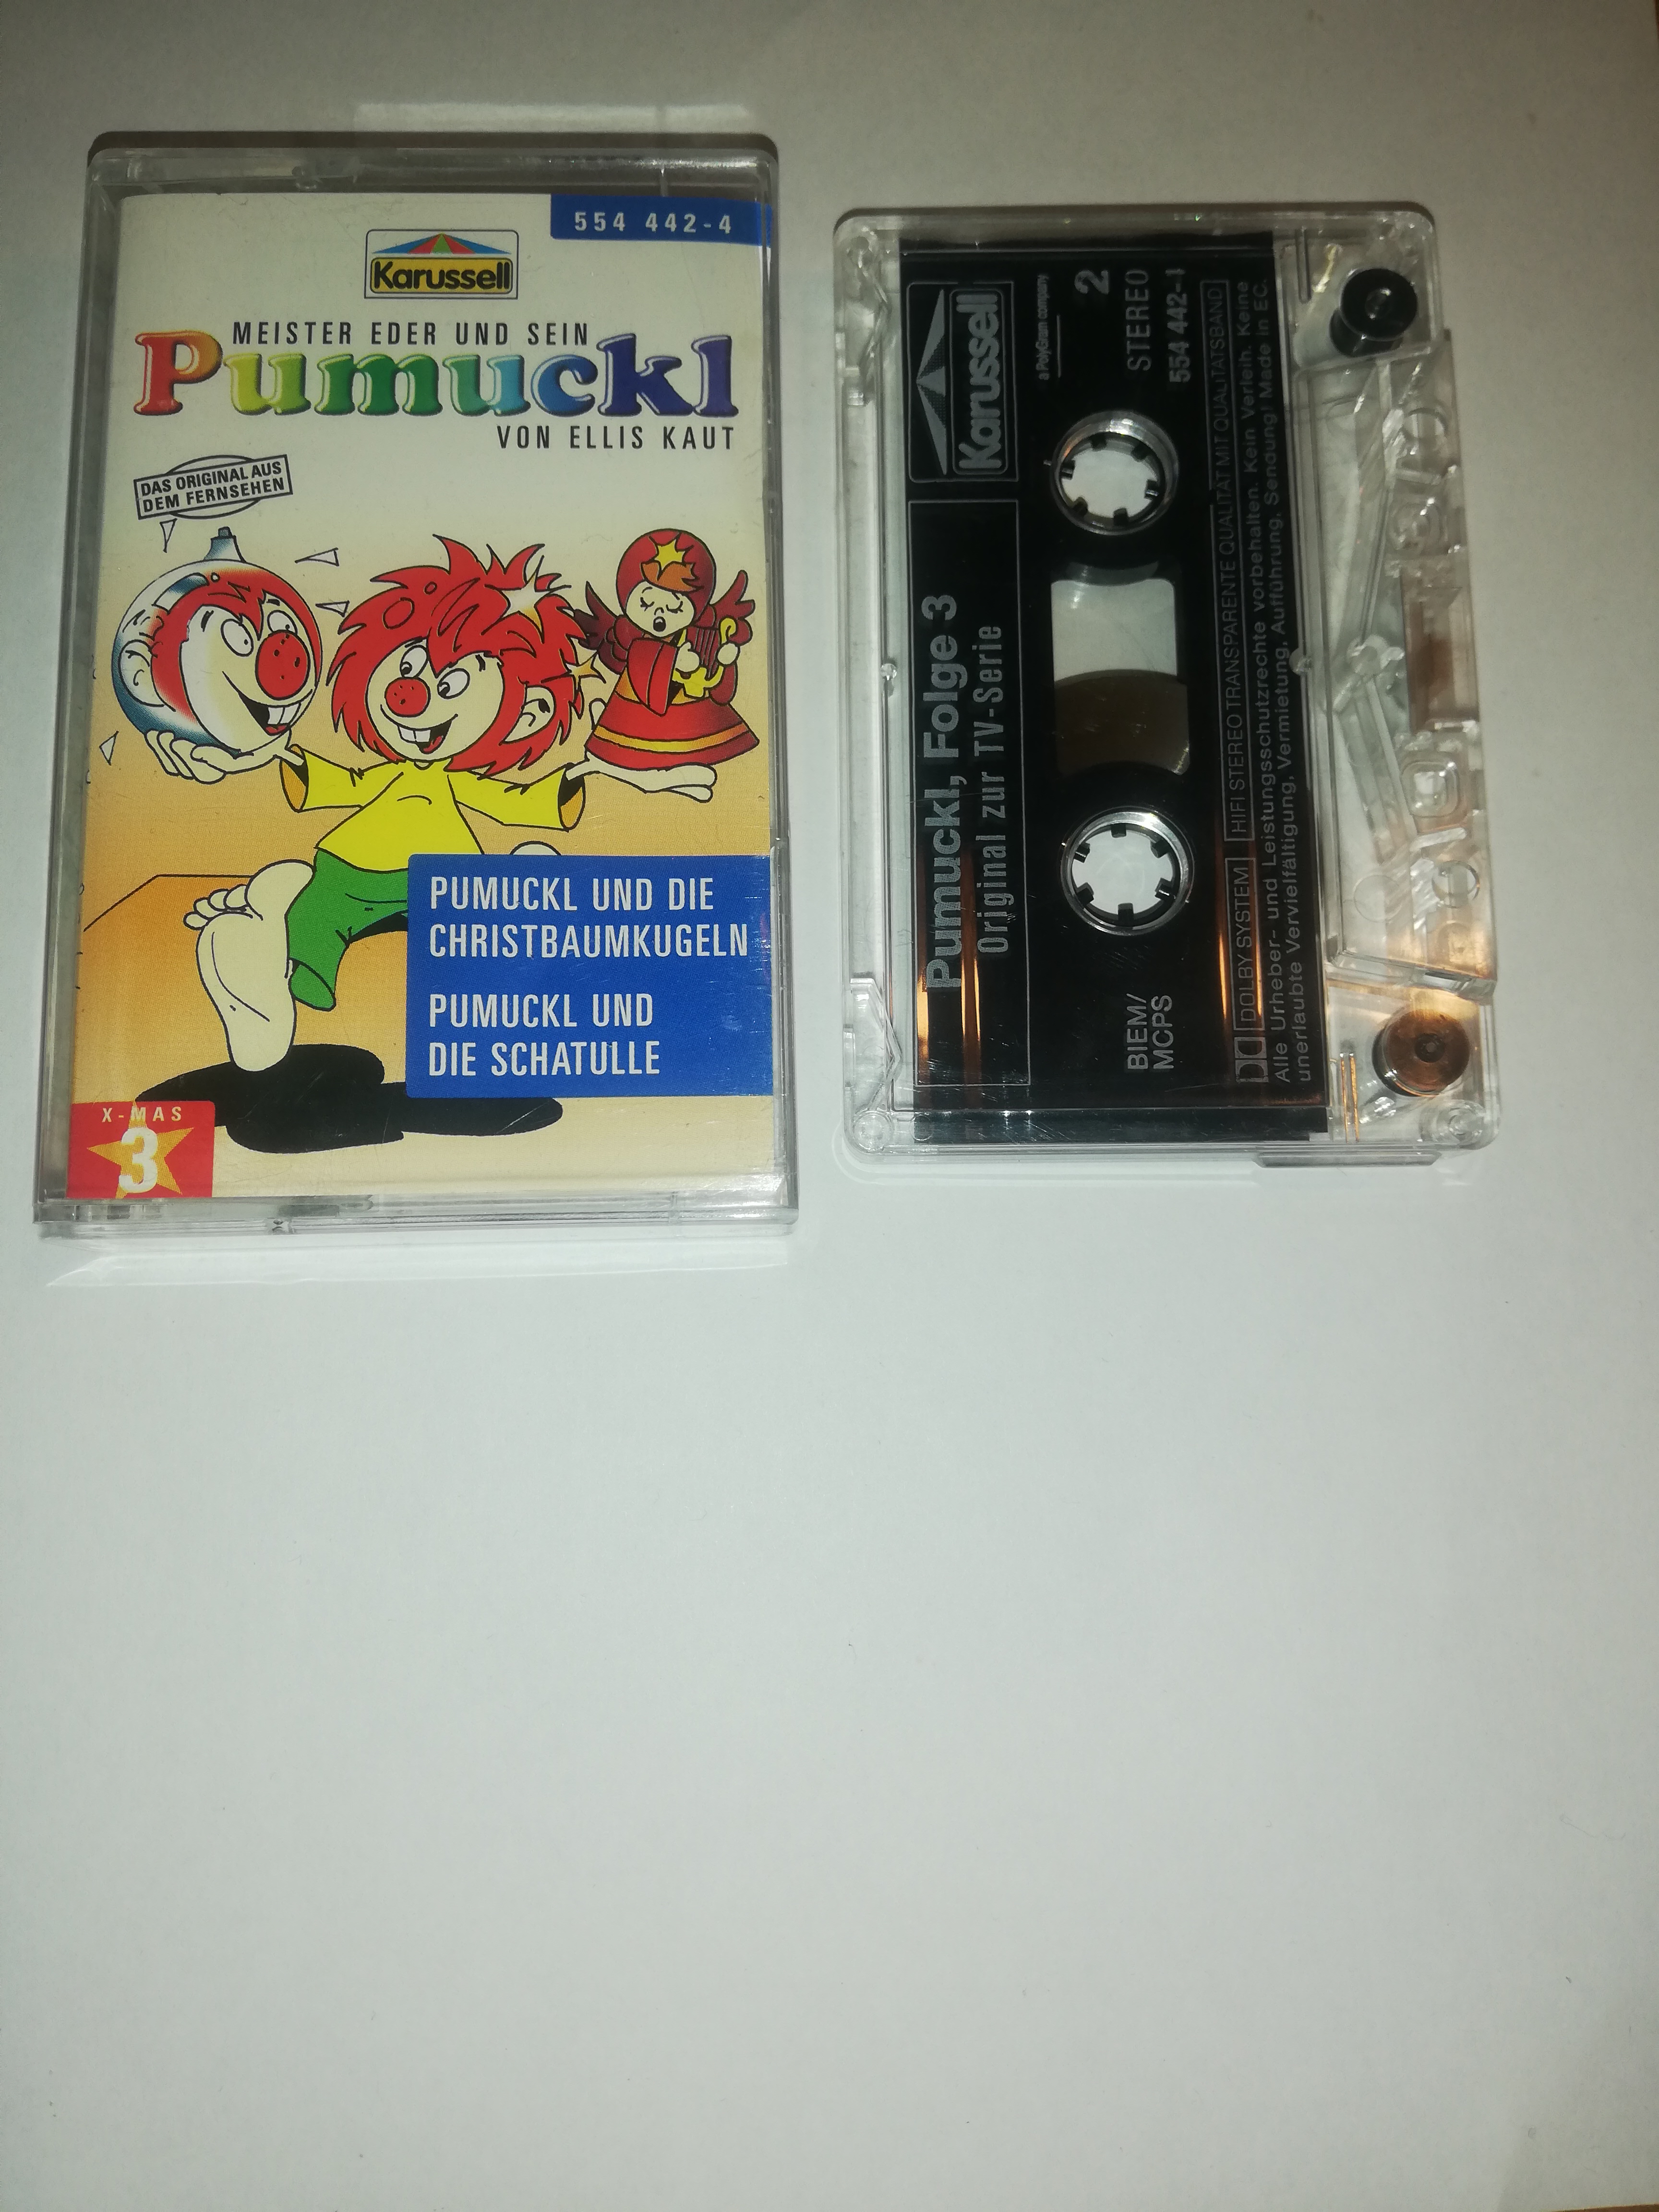 554 442-4
Karussell
MEISTER EDER UND SEIN
Pumuckl
VON ELLIS KAUT
DAS ORIGINAL AUS
DEM FERNSEHEN
PUMUCKL UND DIE
CHRISTBAUMKUGELN
PUMUCKL UND
DIE SCHATULLE
X-MAS
3
Karussell
a PolyGram company
Pumuckl, Folge 3
Original zur TV-Serie
2
STEREO
554 442-4
BIEM/
MCPS
DOLBY SYSTEM HIFI STEREO TRANSPARENTE QUALITÄT MIT QUALITÄTSBAND
Alle Urheber- und Leistungsschutzrechte vorbehalten. Kein Verleih. Keine
unerlaubte Vervielfältigung, Vermietung, Aufführung, Sendung! Made in EC.